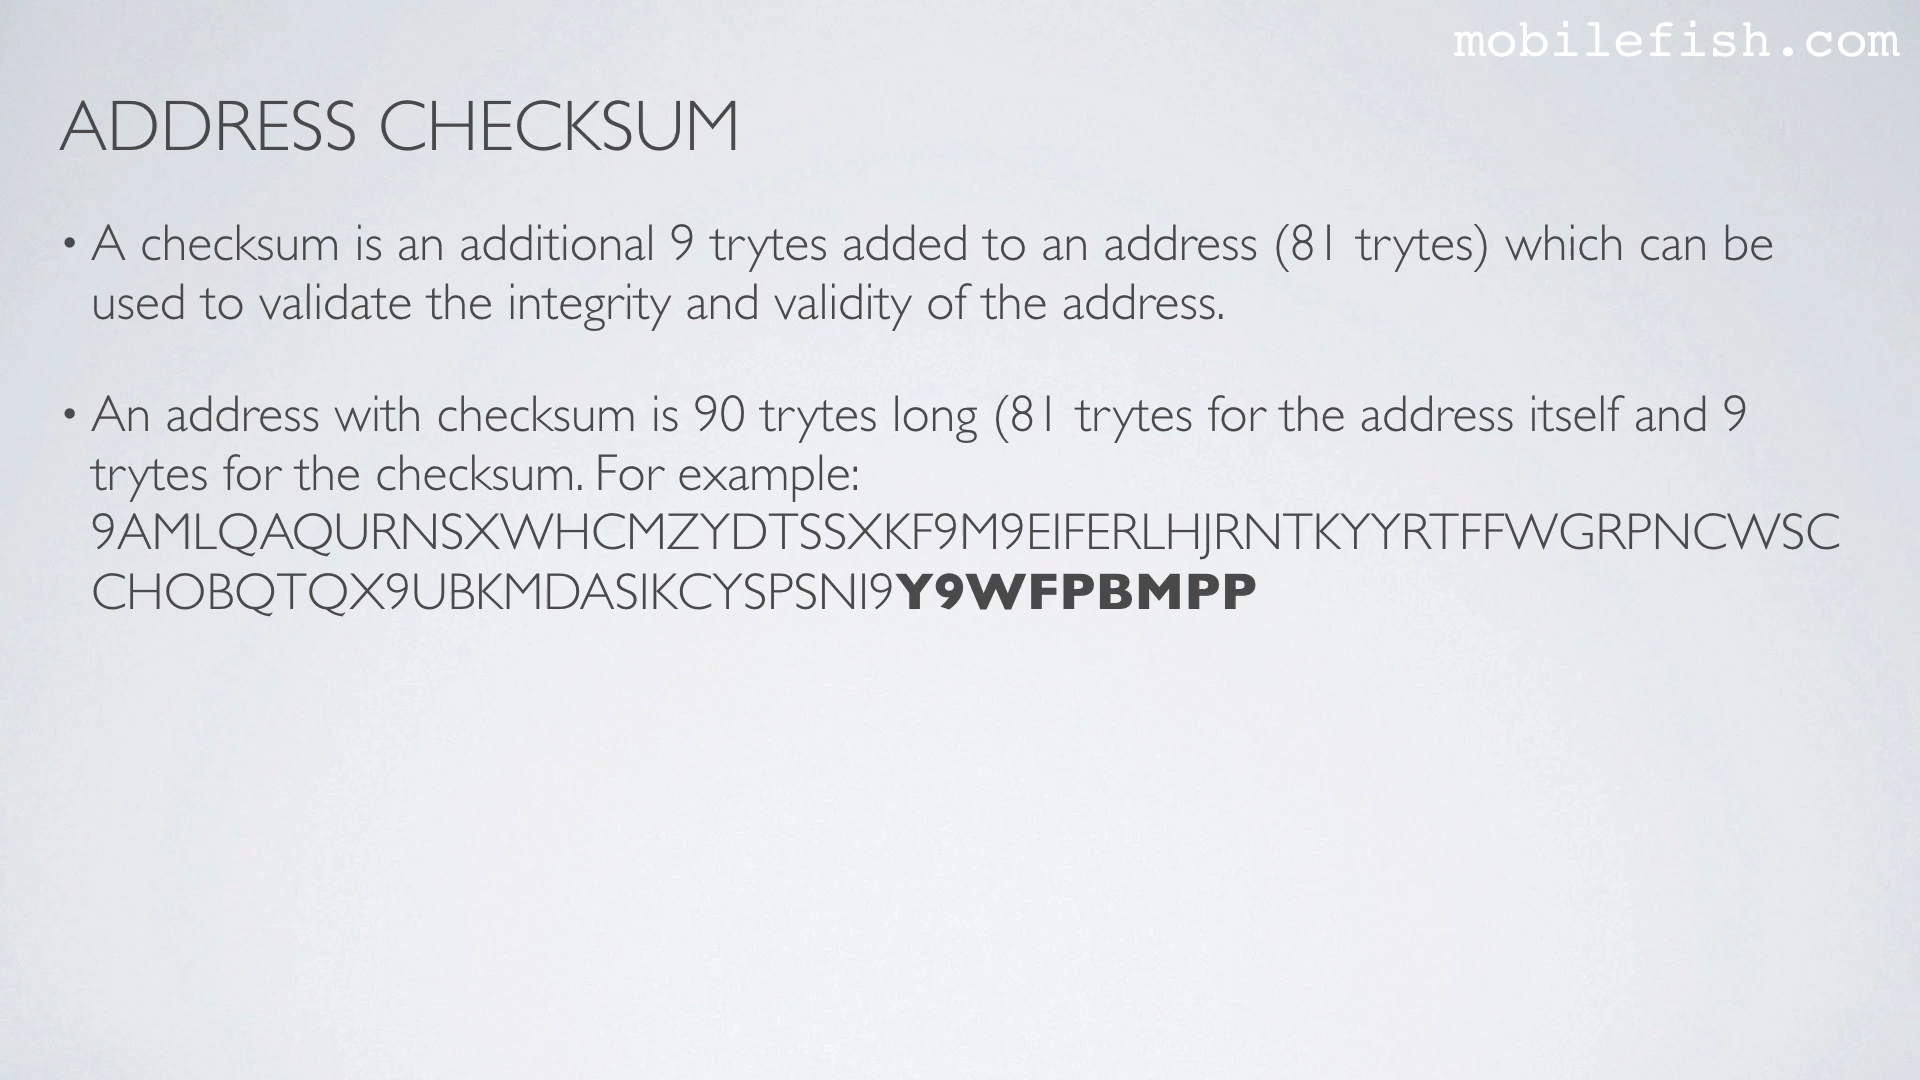 mobilefish.com
ADDRESS CHECKSUM
• A checksum is an additional 9 trytes added to an address (81 trytes) which can be
used to validate the integrity and validity of the address.
• An address with checksum is 90 trytes long (81 trytes for the address itself and 9
trytes for the checksum. For example:
9AMLQAQURNSXWHCMZYDTSSXKF9M9EIFERLHJRNTKYYRTFFWGRPNCWSC
CHOBQTQX9UBKMDASIKCYSPSNI9Y9WFPBMPP